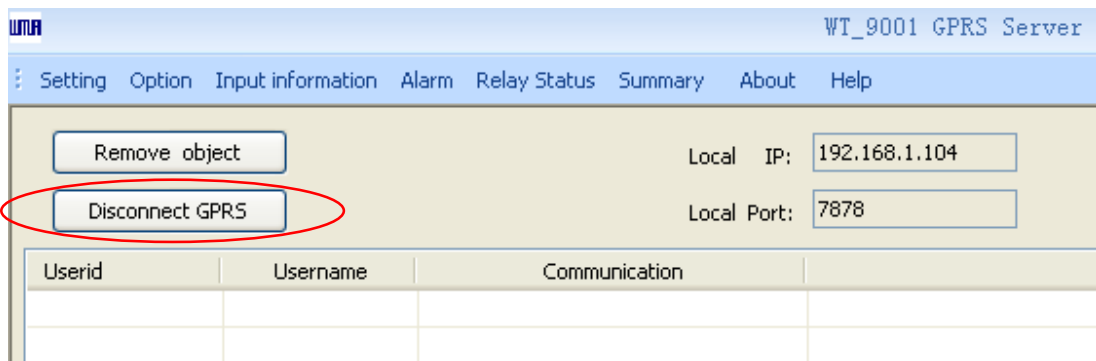 WMA
WT_9001 GPRS Server
Setting Option Input information Alarm Relay Status Summary About Help
Remove object
Local IP: 192.168.1.104
Disconnect GPRS
Local Port: 7878
Userid Username Communication